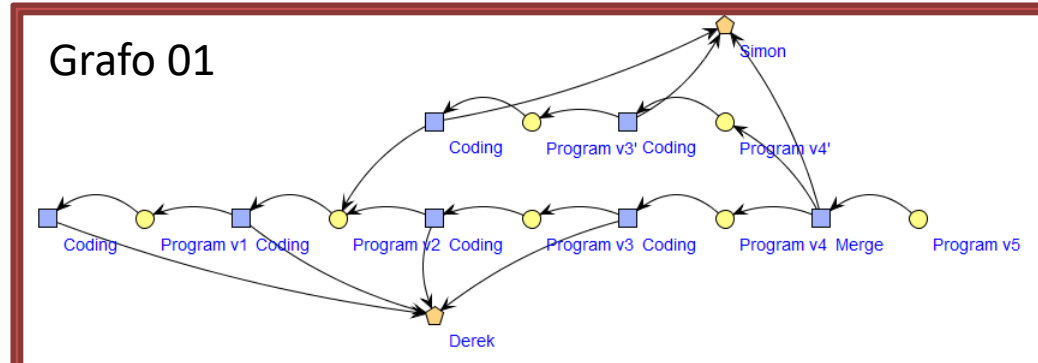 Grafo 01
Simon
Coding
Program v3'
Coding
Program v4'
Coding
Program v1
Coding
Program v2
Coding
Program v3
Coding
Program v4
Merge
Program v5
Derek